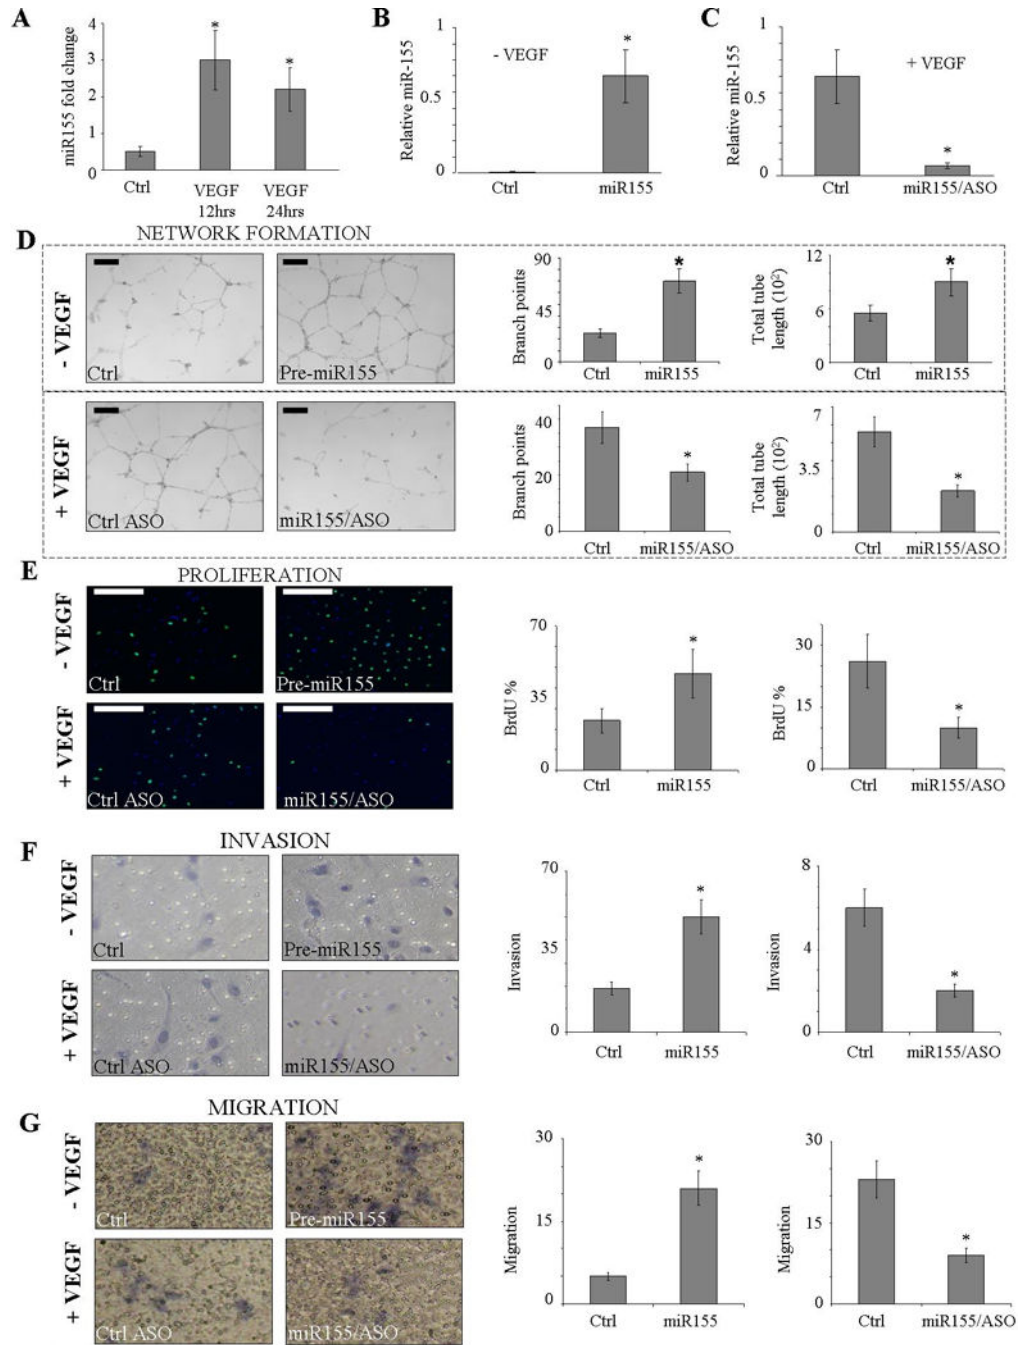 A
miR155 fold change
4
3
2
1
0
*
*
Ctrl
VEGF
12hrs
VEGF
24hrs
B
Relative miR-155
1
0.5
0
- VEGF
*
Ctrl
miR155
C
Relative miR-155
1
0.5
0
+ VEGF
*
Ctrl
miR155/ASO
D
NETWORK FORMATION
- VEGF
Ctrl
Pre-miR155
Branch points
90
45
0
*
Ctrl
miR155
Total tube
length (10²)
12
6
0
*
Ctrl
miR155
+ VEGF
Ctrl ASO
miR155/ASO
Branch points
40
20
0
*
Ctrl
miR155/ASO
Total tube
length (10²)
7
3.5
0
*
Ctrl
miR155/ASO
E
PROLIFERATION
- VEGF
Ctrl
Pre-miR155
+ VEGF
Ctrl ASO
miR155/ASO
BrdU %
70
35
0
*
Ctrl
miR155
BrdU %
30
15
0
*
Ctrl
miR155/ASO
F
INVASION
- VEGF
Ctrl
Pre-miR155
+ VEGF
Ctrl ASO
miR155/ASO
Invasion
70
35
0
*
Ctrl
miR155
Invasion
8
4
0
*
Ctrl
miR155/ASO
G
MIGRATION
- VEGF
Ctrl
Pre-miR155
+ VEGF
Ctrl ASO
miR155/ASO
Migration
30
15
0
*
Ctrl
miR155
Migration
30
15
0
*
Ctrl
miR155/ASO